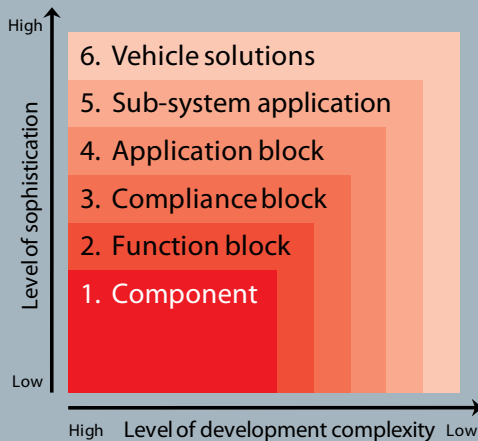 High
6. Vehicle solutions
5. Sub-system application
4. Application block
3. Compliance block
2. Function block
1. Component
Level of sophistication
Low
High Level of development complexity Low